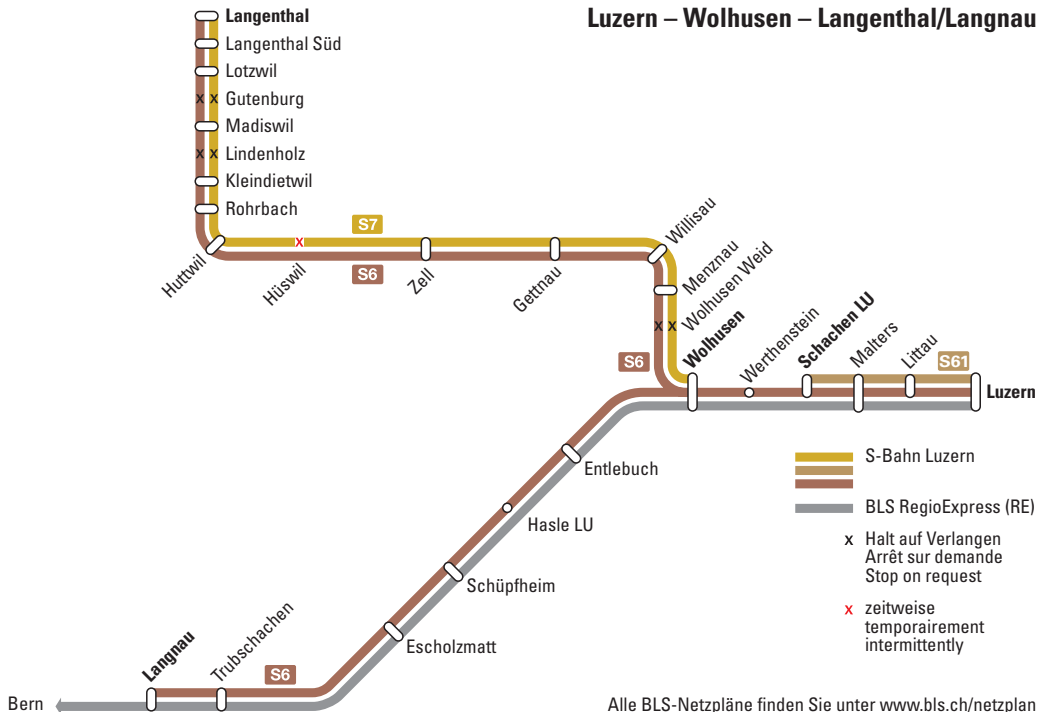 Luzern – Wolhusen – Langenthal/Langnau
Langenthal
Langenthal Süd
Lotzwil
x x Gutenburg
Madiswil
x x Lindenholz
Kleindietwil
Rohrbach
S7
x
S6
Huttwil
Hüswil
Zell
Gettnau
Willisau
Menznau
x x Wolhusen Weid
S6
Wolhusen
Werthenstein
Schachen LU
Malters
Littau
S61
Luzern
Entlebuch
Hasle LU
Schüpfheim
Escholzmatt
Trubschachen
Langnau
S6
Bern
S-Bahn Luzern
BLS RegioExpress (RE)
x Halt auf Verlangen
Arrêt sur demande
Stop on request
x zeitweise
temporairement
intermittently
Alle BLS-Netzpläne finden Sie unter www.bls.ch/netzplan